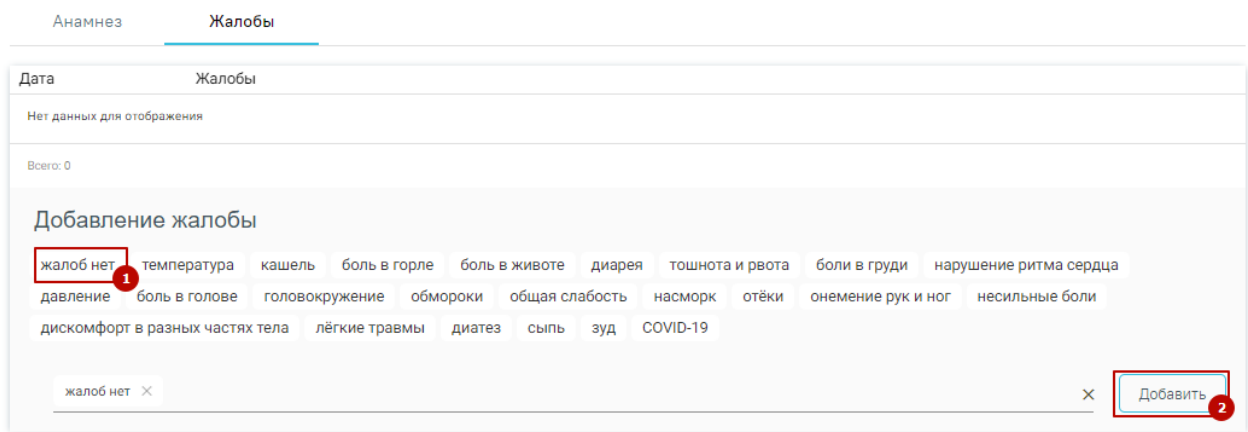 Анамнез Жалобы
Дата Жалобы
Нет данных для отображения
Всего: 0
Добавление жалобы
жалоб нет температура кашель боль в горле боль в животе диарея тошнота и рвота боли в груди нарушение ритма сердца
1
давление боль в голове головокружение обмороки общая слабость насморк отёки онемение рук и ног несильные боли
дискомфорт в разных частях тела лёгкие травмы диатез сыпь зуд COVID-19
жалоб нет × × Добавить
2